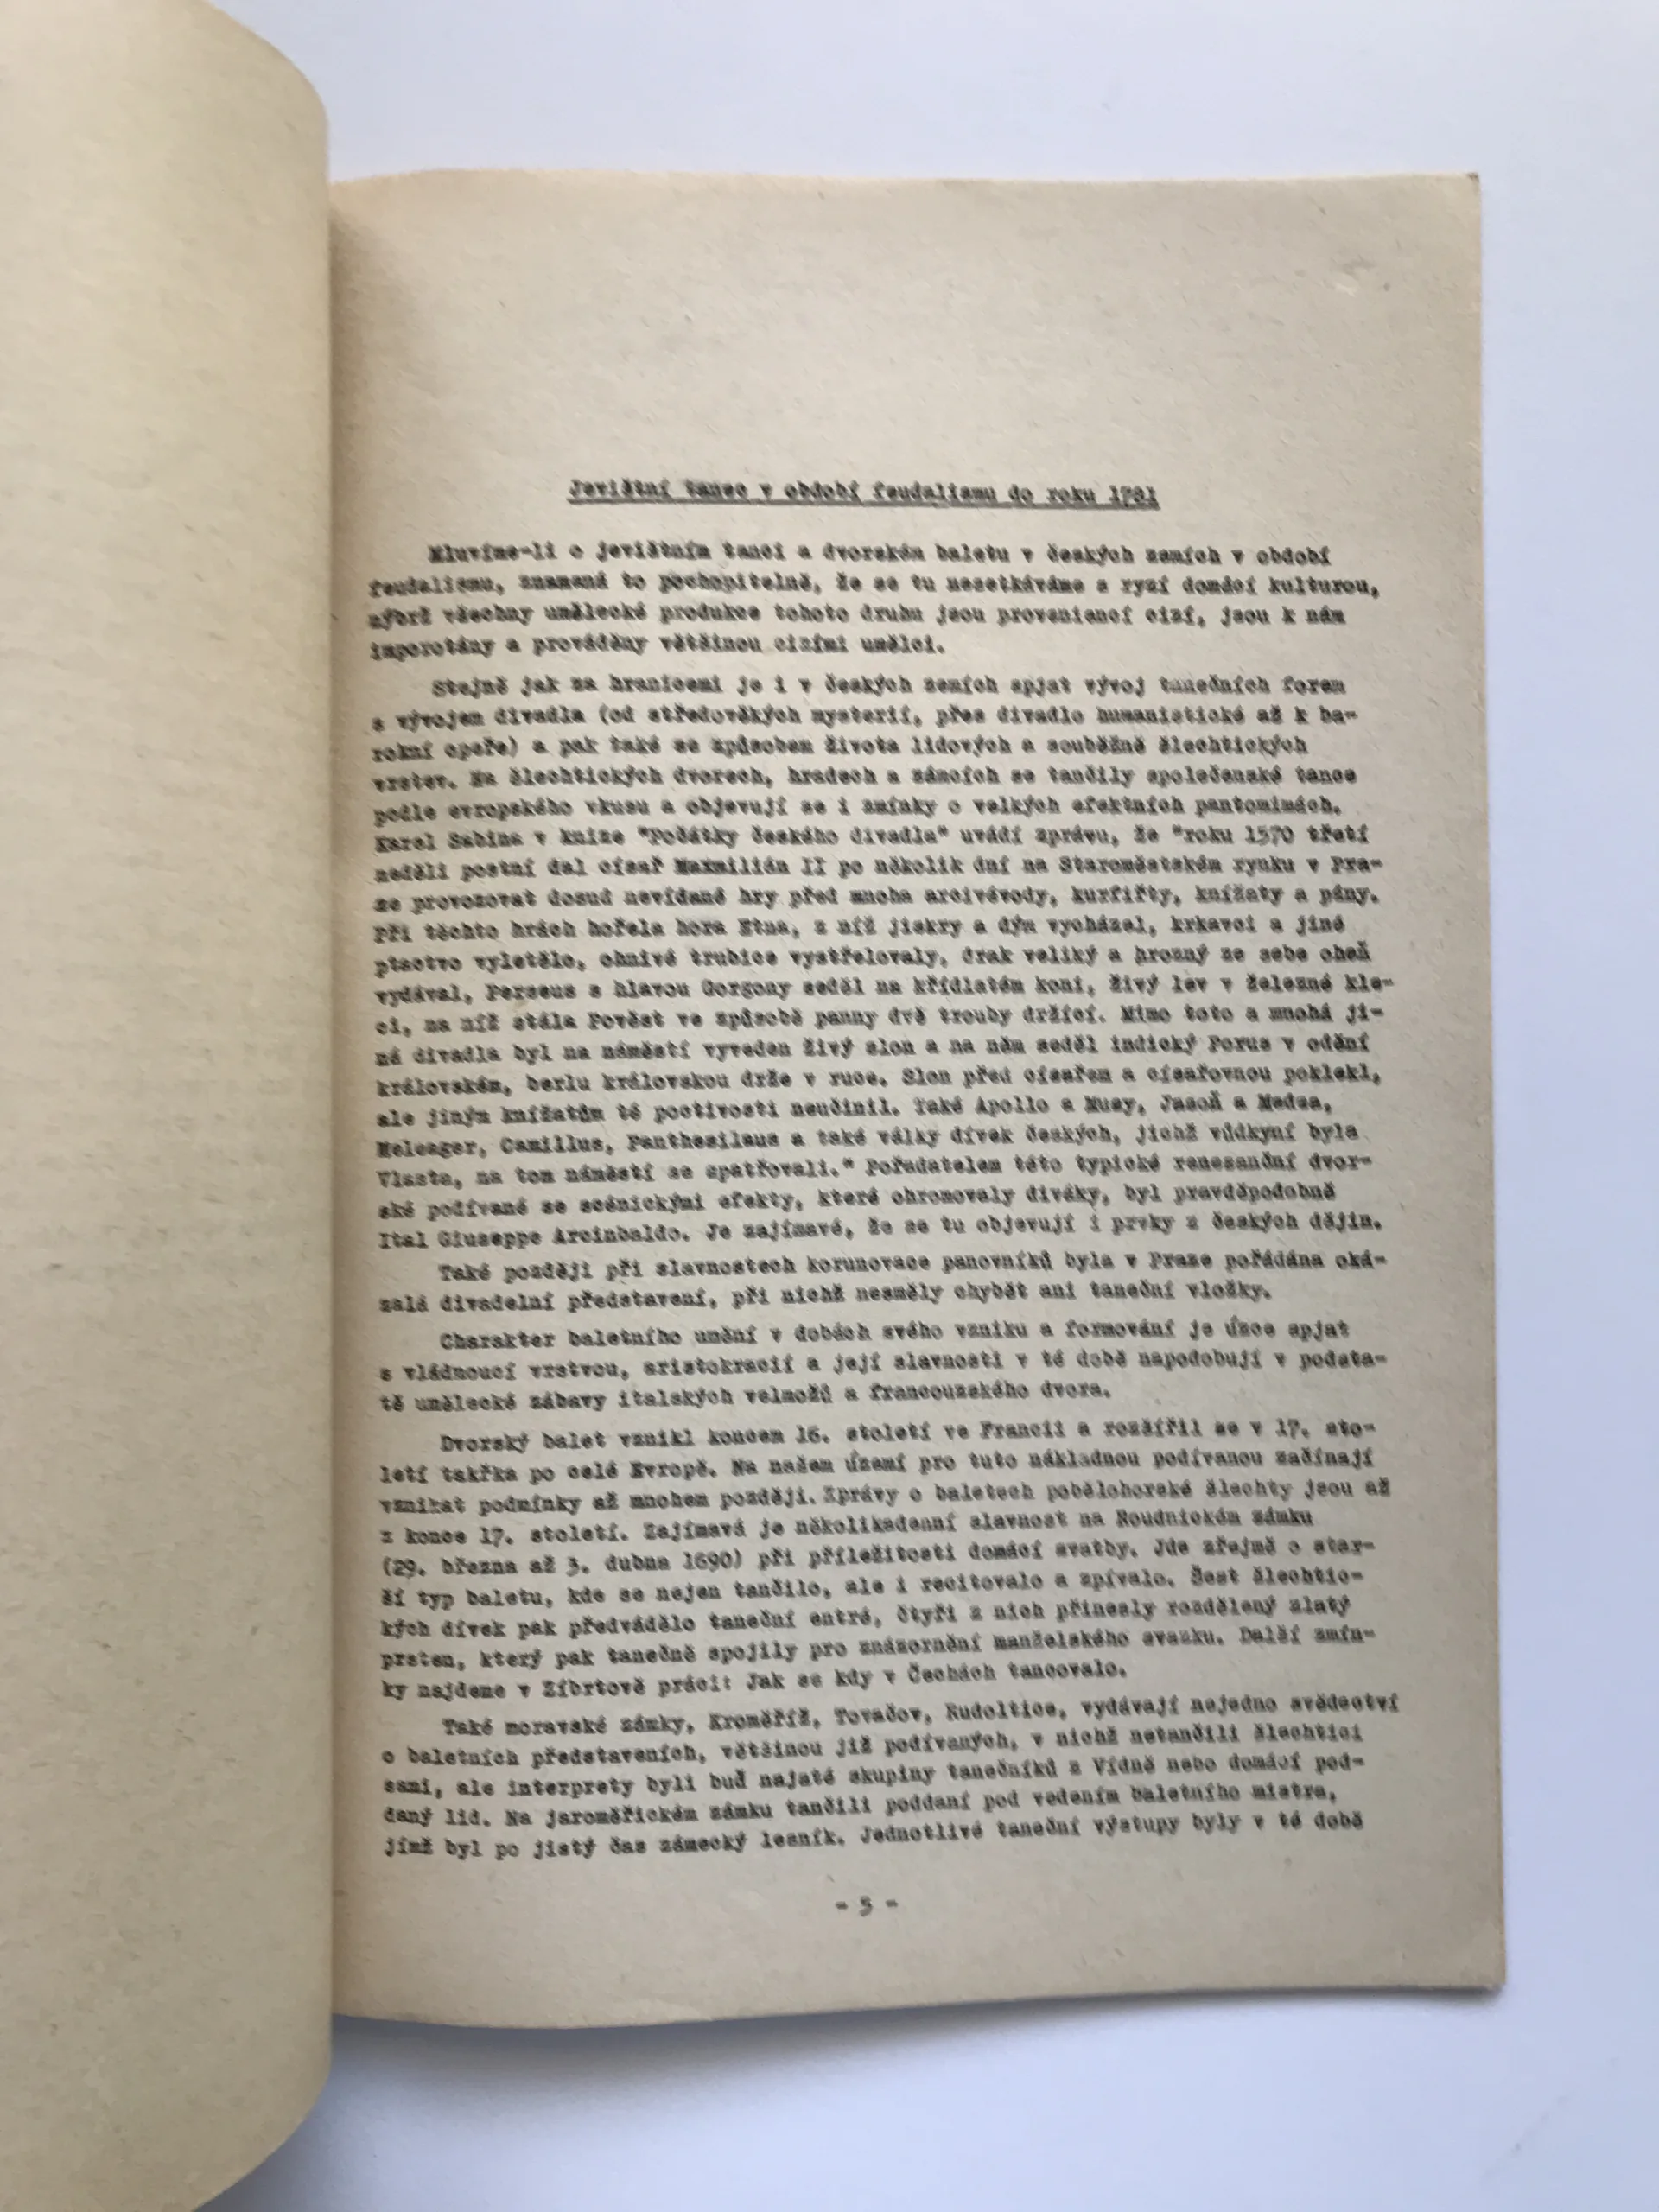 Jevištní tanec v období feudalismu do roku 1781
Mluvíme-li o jevištním tanci a dvorském baletu v českých zemích v období
feudalismu, znamená to pochopitelně, že se tu nesetkáváme s ryzí domácí kulturou,
nýbrž všechny umělecké produkce tohoto druhu jsou proveniencí cizí, jsou k nám
imporotány a prováděny většinou cizími umělci.
Stejně jak za hranicemi je i v českých zemích spjat vývoj tanečních forem
s vývojem divadla (od středověkých mysterií, přes divadlo humanistické až k ba-
rokní opeře) a pak také se způsobem života lidových a souběžně šlechtických
vrstev. Na šlechtických dvorech, hradech a zámcích se tančily společenské tance
podle evropského vkusu a objevují se i zmínky o velkých efektních pantomimách.
Karel Sabina v knize "Počátky českého divadla" uvádí zprávu, že "roku 1570 třetí
neděli postní dal císař Maxmilián II po několik dní na Staroměstském rynku v Pra-
ze provozovat dosud nevídané hry před mnoha arcivévody, kurfiřty, knížaty a pány.
Při těchto hrách hořela hora Etna, z níž jiskry a dým vycházel, krkavci a jiné
ptactvo vyletělo, ohnivé trubice vystřelovaly, drak veliký a hrozný ze sebe oheň
vydával, Perseus s hlavou Gorgony seděl na křídlatém koni, živý lev v železné kle-
ci, na níž stála Pověst ve způsobě panny dvě trouby držící. Mimo toto a mnohá ji-
ná divadla byl na náměstí vyveden živý slon a na něm seděl indický Porus v odění
královském, berlu královskou drže v ruce. Slon před císařem a císařovnou poklekl,
ale jiným knížatům té poctivosti neučinil. Také Apollo a Musy, Jasoň a Medea,
Meleager, Camillus, Panthesileus a také války dívek českých, jichž vůdkyní byla
Vlasta, na tom náměstí se spatřovali." Pořadatelem této typické renesanční dvor-
ské podívané se scénickými efekty, které ohromovaly diváky, byl pravděpodobně
Ital Giuseppe Arcinbaldo. Je zajímavé, že se tu objevují i prvky z českých dějin.
Také později při slavnostech korunovace panovníků byla v Praze pořádána oká-
zalá divadelní představení, při nichž nesměly chybět ani taneční vložky.
Charakter baletního umění v dobách svého vzniku a formování je úzce spjat
s vládnoucí vrstvou, aristokracií a její slavnosti v té době napodobují v podsta-
tě umělecké zábavy italských velmožů a francouzského dvora.
Dvorský balet vznikl koncem 16. století ve Francii a rozšířil se v 17. sto-
letí takřka po celé Evropě. Na našem území pro tuto nákladnou podívanou začínají
vznikat podmínky až mnohem později. Zprávy o baletech pobělohorské šlechty jsou až
z konce 17. století. Zajímavá je několikadenní slavnost na Roudnickém zámku
(29. března až 3. dubna 1690) při příležitosti domácí svatby. Jde zřejmě o star-
ší typ baletu, kde se nejen tančilo, ale i recitovalo a zpívalo. Šest šlechtic-
kých dívek pak předvádělo taneční entré, čtyři z nich přinesly rozdělený zlatý
prsten, který pak tanečně spojily pro znázornění manželského svazku. Další zmín-
ky najdeme v Zíbrtově práci: Jak se kdy v Čechách tancovalo.
Také moravské zámky, Kroměříž, Tovačov, Rudoltice, vydávají nejedno svědectví
o baletních představeních, většinou již podívaných, v nichž netančili šlechtici
sami, ale interprety byli buď najaté skupiny tanečníků z Vídně nebo domácí pod-
daný lid. Na jaroměřickém zámku tančili poddaní pod vedením baletního mistra,
jímž byl po jistý čas zámecký lesník. Jednotlivé taneční výstupy byly v té době
- 5 -